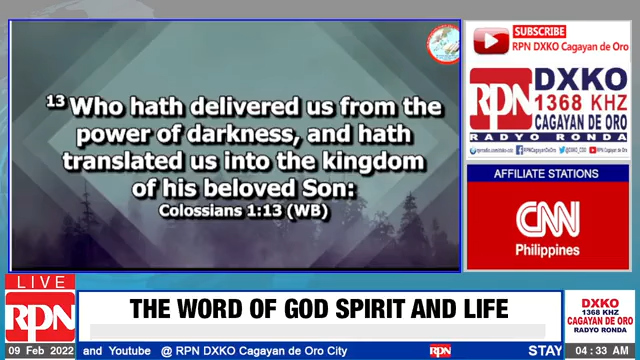 13 Who hath delivered us from the
power of darkness, and hath
translated us into the kingdom
of his beloved Son:
Colossians 1:13 (WB)
SUBSCRIBE
RPN DXKO Cagayan de Oro
RPN
DXKO
1368 KHZ
CAGAYAN DE ORO
RADYO RONDA
AFFILIATE STATIONS
CNN
Philippines
LIVE
RPN
THE WORD OF GOD SPIRIT AND LIFE
DXKO
1368 KHZ
CAGAYAN DE ORO
RADYO RONDA
09 Feb 2022 and Youtube @ RPN DXKO Cagayan de Oro City RPN STAY 04:33 AM